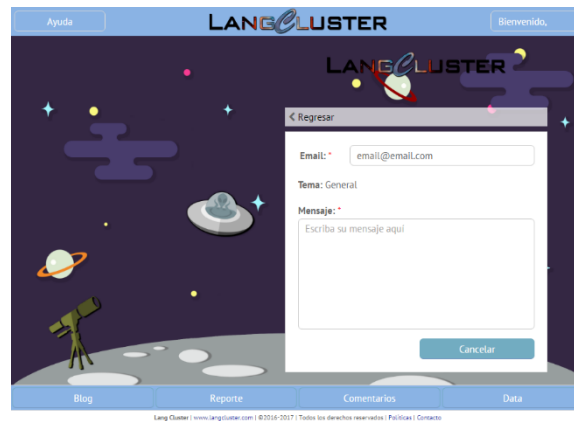 Ayuda
LANGCLUSTER
Bienvenido,
LANGCLUSTER
Regresar
Email: *
email@email.com
Tema: General
Mensaje: *
Escriba su mensaje aqui
Cancelar
Blog
Reporte
Comentarios
Data
Lang Cluster | www.langcluster.com | ©2016-2017 | Todos los derechos reservados | Políticas | Contacto